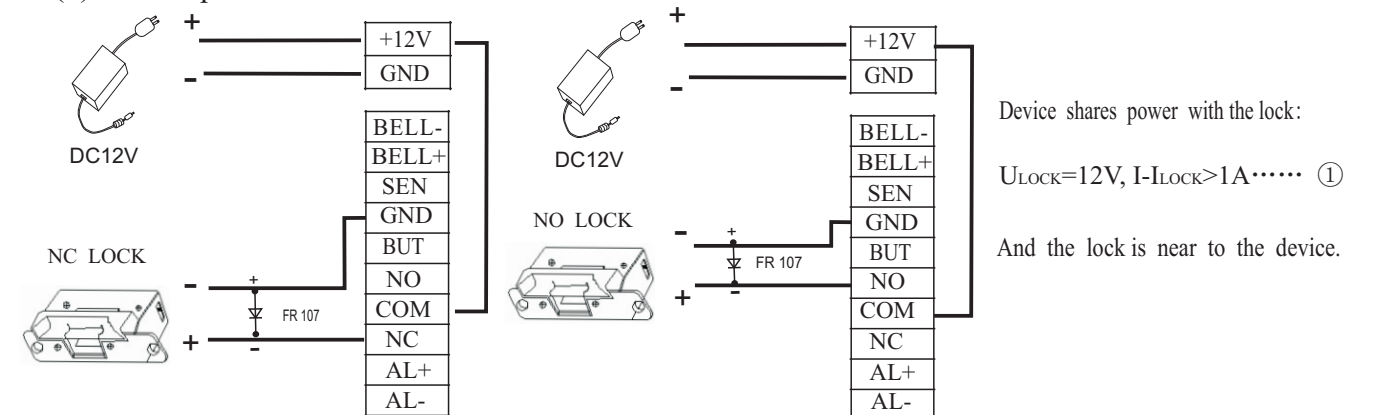 +
+12V
-
GND
DC12V
BELL-
BELL+
SEN
GND
BUT
NO
COM
NC
AL+
AL-
NC LOCK
-
+
+
FR 107
-
+
+12V
-
GND
DC12V
BELL-
BELL+
SEN
GND
BUT
NO
COM
NC
AL+
AL-
NO LOCK
-
+
+
FR 107
-
Device shares power with the lock:
ULOCK=12V, I-ILOCK>1A…… ①
And the lock is near to the device.